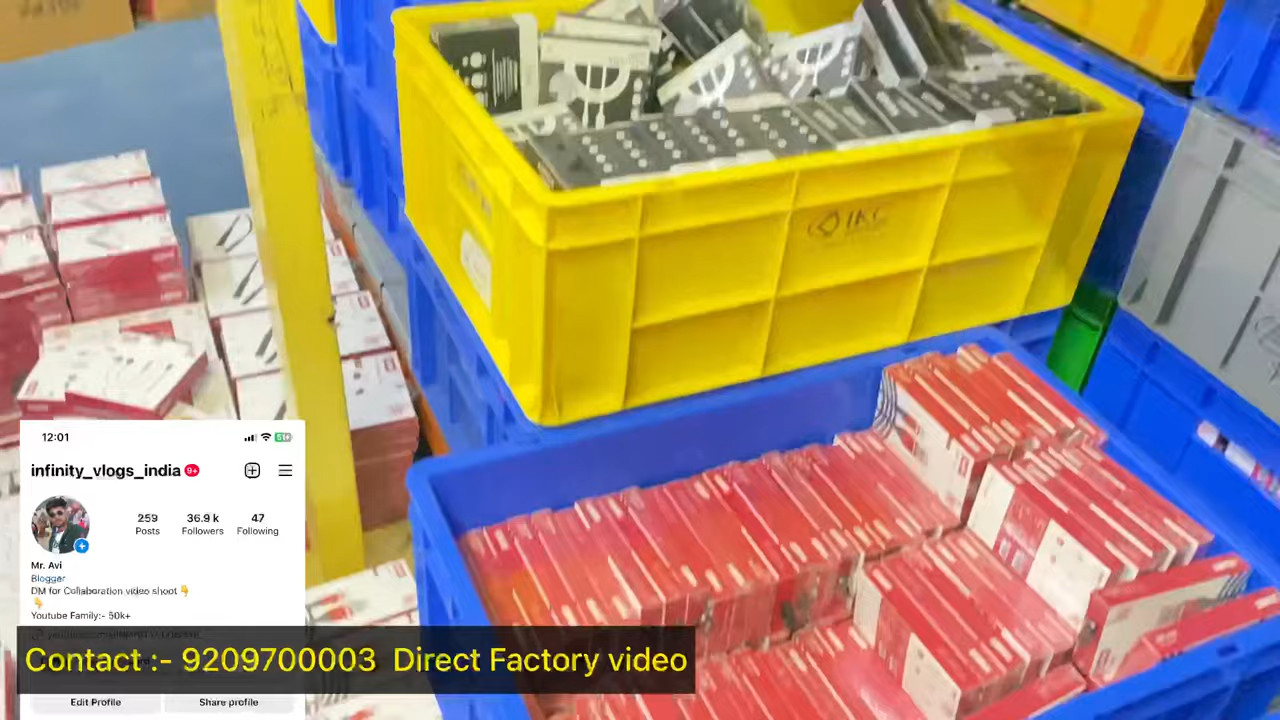 12:01
infinity_vlogs_india 9+
259 36.9 k 47
Posts Followers Following
Mr. Avi
Blogger
DM for Collaboration video shoot 👇
👇
Youtube Family:- 50k+
Contact :- 9209700003 Direct Factory video
Edit Profile Share profile